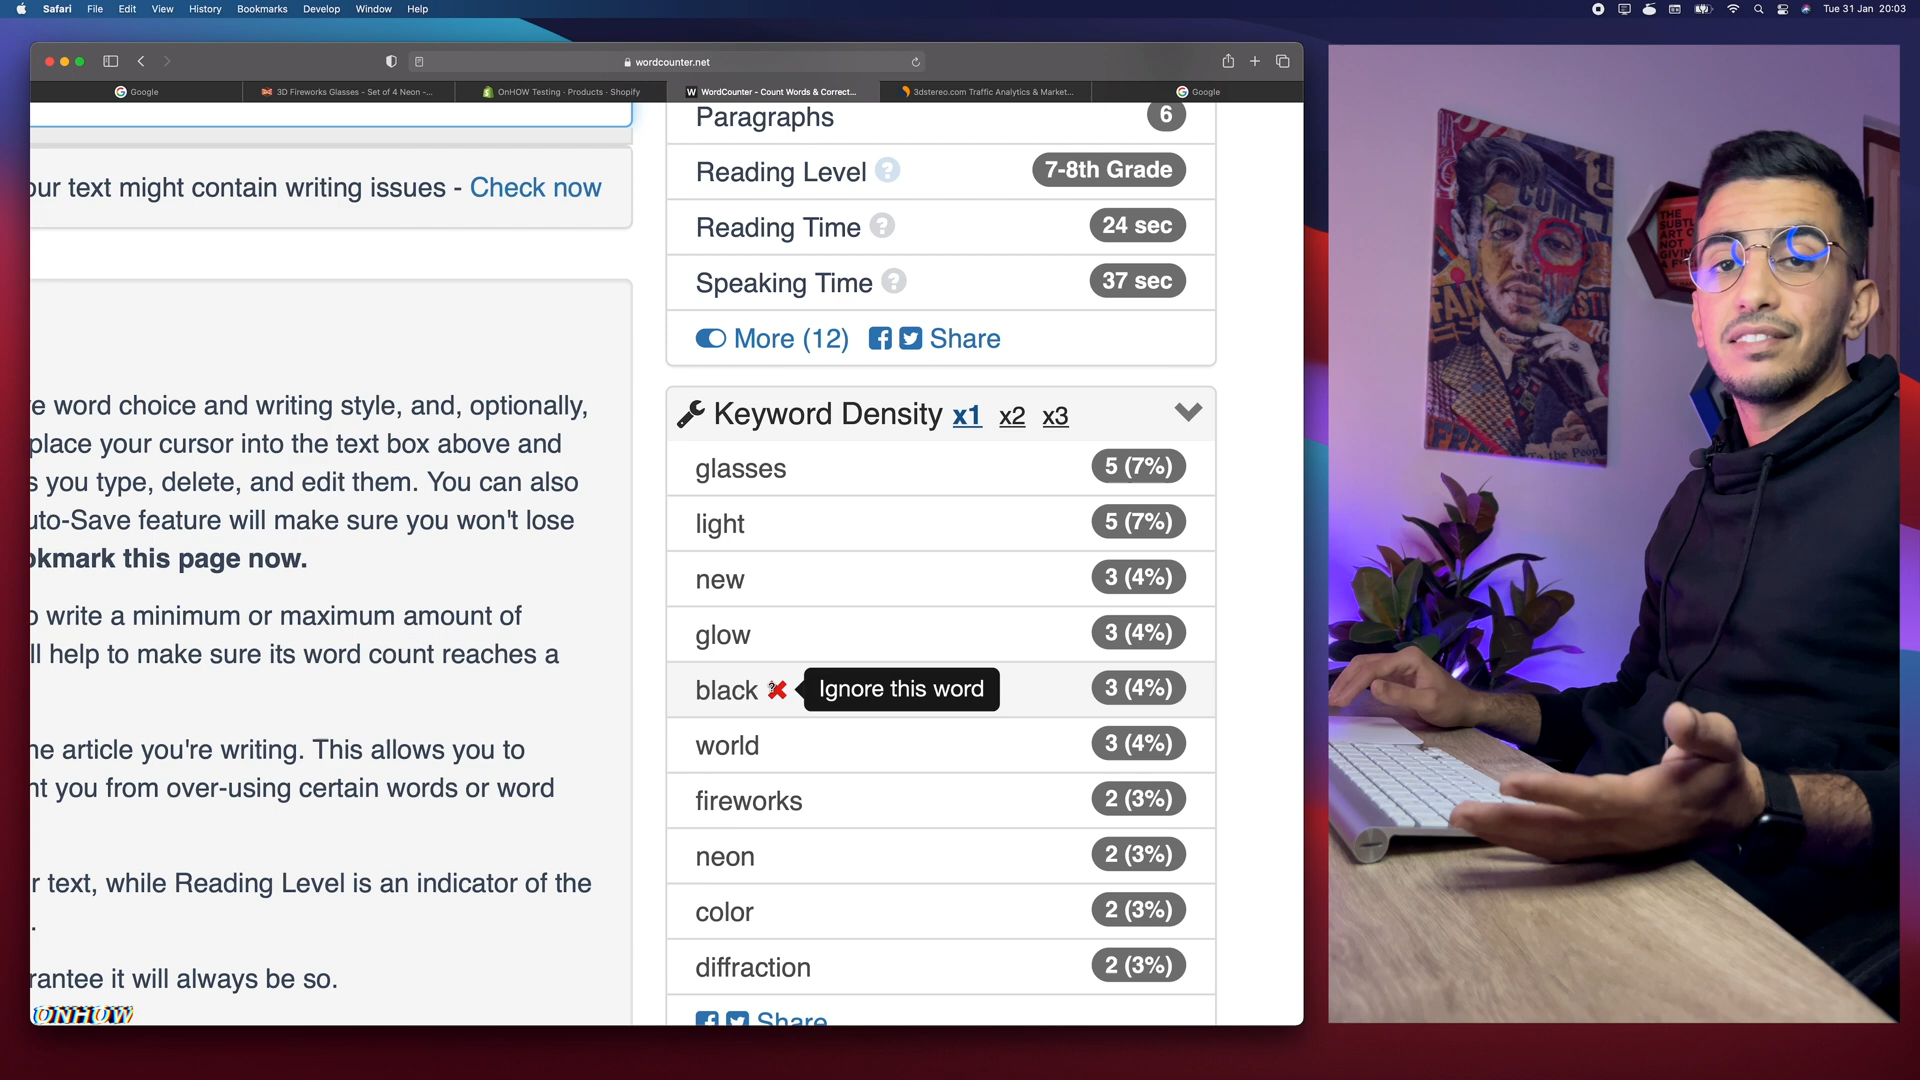 Safari File Edit View History Bookmarks Develop Window Help
Tue 31 Jan 20:03
wordcounter.net
Google
3D Fireworks Glasses - Set of 4 Neon -...
OnHOW Testing · Products · Shopify
WordCounter - Count Words & Correct...
3dstereo.com Traffic Analytics & Market...
Google
our text might contain writing issues - Check now
e word choice and writing style, and, optionally,
place your cursor into the text box above and
s you type, delete, and edit them. You can also
uto-Save feature will make sure you won't lose
okmark this page now.
o write a minimum or maximum amount of
ll help to make sure its word count reaches a
he article you're writing. This allows you to
nt you from over-using certain words or word
r text, while Reading Level is an indicator of the
.
rantee it will always be so.
ONHOW
Paragraphs 6
Reading Level ? 7-8th Grade
Reading Time ? 24 sec
Speaking Time ? 37 sec
More (12) Share
Keyword Density x1 x2 x3
glasses 5 (7%)
light 5 (7%)
new 3 (4%)
glow 3 (4%)
black Ignore this word 3 (4%)
world 3 (4%)
fireworks 2 (3%)
neon 2 (3%)
color 2 (3%)
diffraction 2 (3%)
Share
COME
FAN
to the Peop
THE
SUBTL
ART O
NOT
GIVIN
A F